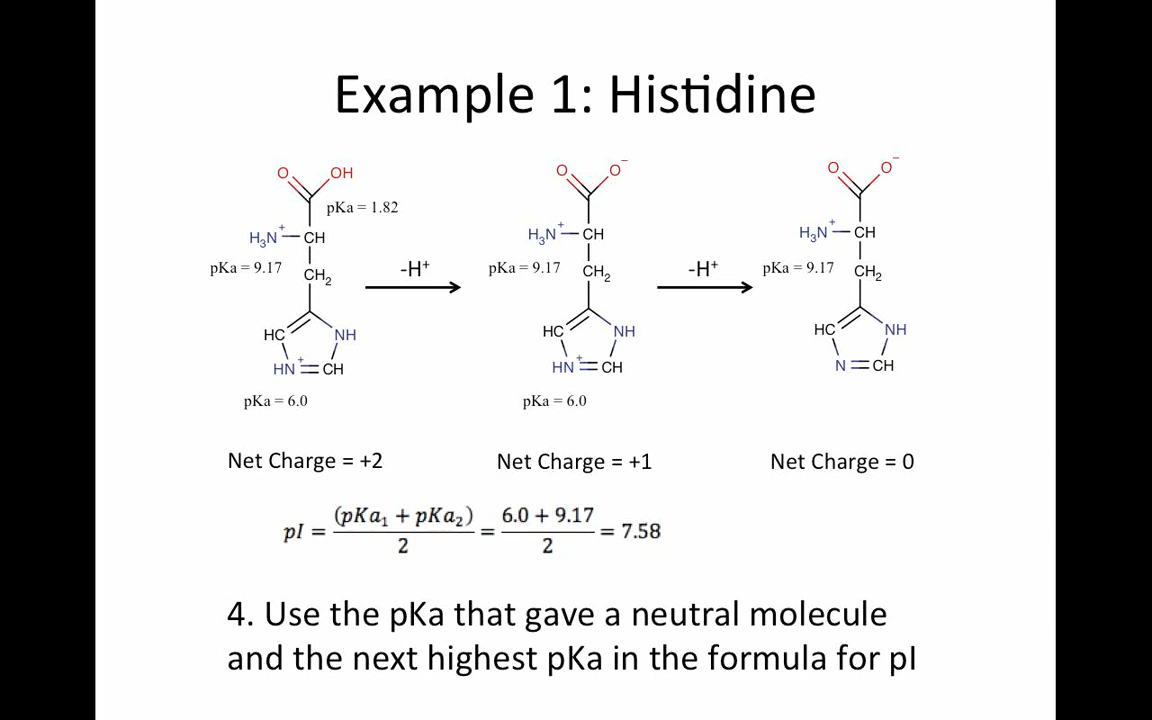 Example 1: Histidine
O OH
pKa = 1.82
H3N+ CH
pKa = 9.17
CH2
HC NH
HN+ CH
pKa = 6.0
-H+
O O−
H3N+ CH
pKa = 9.17
CH2
HC NH
HN+ CH
pKa = 6.0
-H+
O O−
H3N+ CH
pKa = 9.17
CH2
HC NH
N CH
Net Charge = +2
Net Charge = +1
Net Charge = 0
pI = (pKa1 + pKa2) / 2 = 6.0 + 9.17 / 2 = 7.58
4. Use the pKa that gave a neutral molecule
and the next highest pKa in the formula for pI